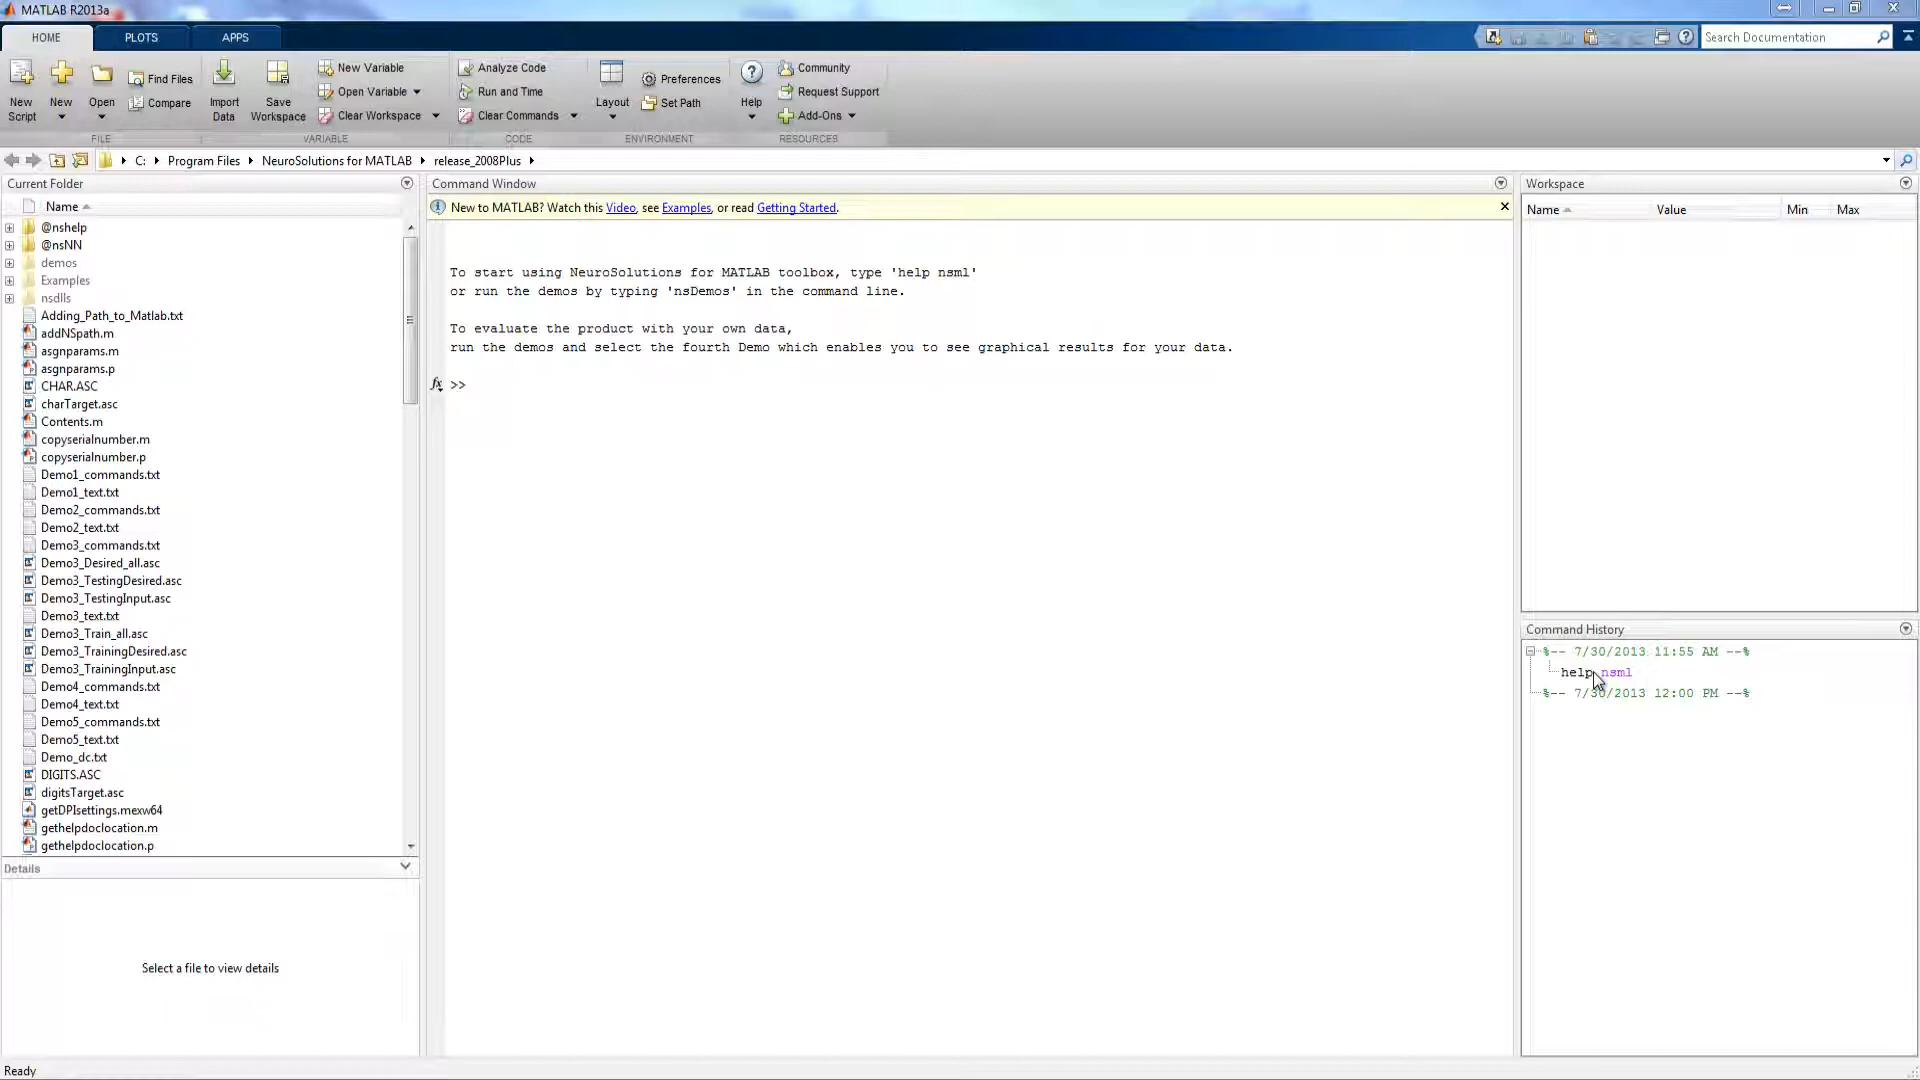 MATLAB R2013a
HOME PLOTS APPS
Search Documentation
New Script
New
Open
Find Files
Compare
Import Data
Save Workspace
New Variable
Open Variable
Clear Workspace
Analyze Code
Run and Time
Clear Commands
Layout
Preferences
Set Path
Help
Community
Request Support
Add-Ons
FILE VARIABLE CODE ENVIRONMENT RESOURCES
C: Program Files NeuroSolutions for MATLAB release_2008Plus
Current Folder
Name
@nshelp
@nsNN
demos
Examples
nsdlls
Adding_Path_to_Matlab.txt
addNSpath.m
asgnparams.m
asgnparams.p
CHAR.ASC
charTarget.asc
Contents.m
copyserialnumber.m
copyserialnumber.p
Demo1_commands.txt
Demo1_text.txt
Demo2_commands.txt
Demo2_text.txt
Demo3_commands.txt
Demo3_Desired_all.asc
Demo3_TestingDesired.asc
Demo3_TestingInput.asc
Demo3_text.txt
Demo3_Train_all.asc
Demo3_TrainingDesired.asc
Demo3_TrainingInput.asc
Demo4_commands.txt
Demo4_text.txt
Demo5_commands.txt
Demo5_text.txt
Demo_dc.txt
DIGITS.ASC
digitsTarget.asc
getDPIsettings.mexw64
gethelpdoclocation.m
gethelpdoclocation.p
Details
Select a file to view details
Ready
Command Window
New to MATLAB? Watch this Video, see Examples, or read Getting Started.
To start using NeuroSolutions for MATLAB toolbox, type 'help nsml'
or run the demos by typing 'nsDemos' in the command line.
To evaluate the product with your own data,
run the demos and select the fourth Demo which enables you to see graphical results for your data.
fx >>
Workspace
Name Value Min Max
Command History
%-- 7/30/2013 11:55 AM --%
help nsml
%-- 7/30/2013 12:00 PM --%